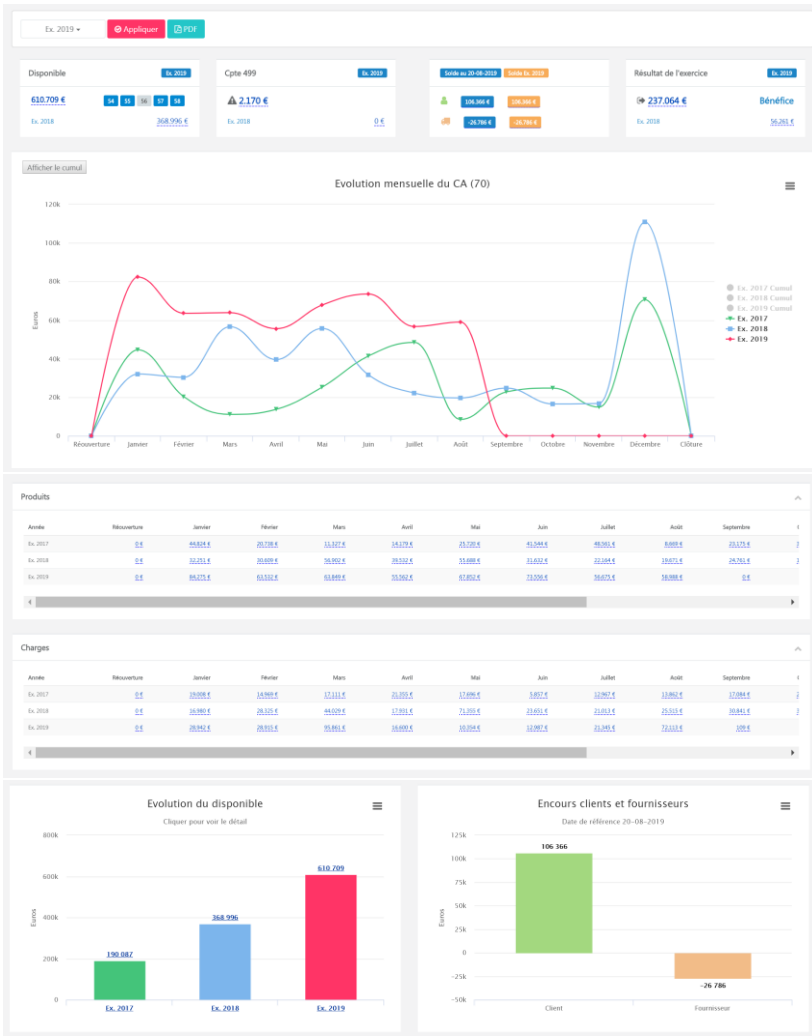 Ex. 2019
Appliquer
PDF
Disponible Ex. 2019
610.709 € 54 55 56 57 58
Ex. 2018 368.996 €
Cpte 499 Ex. 2019
2.170 €
Ex. 2018 0 €
Solde au 20-08-2019 Solde Ex. 2019
106.366 € 106.366 €
-26.786 € -26.786 €
Résultat de l'exercice Ex. 2019
237.064 € Bénéfice
Ex. 2018 56.261 €
Afficher le cumul
Evolution mensuelle du CA (70)
120k
100k
80k
60k
40k
20k
0
Euros
Réouverture Janvier Février Mars Avril Mai Juin Juillet Août Septembre Octobre Novembre Décembre Clôture
Ex. 2017 Cumul
Ex. 2018 Cumul
Ex. 2019 Cumul
Ex. 2017
Ex. 2018
Ex. 2019
Produits
Année Réouverture Janvier Février Mars Avril Mai Juin Juillet Août Septembre
Ex. 2017 0 € 44.824 € 20.738 € 11.327 € 14.179 € 25.720 € 41.544 € 48.561 € 8.660 € 23.175 €
Ex. 2018 0 € 32.251 € 30.609 € 56.902 € 39.532 € 55.688 € 31.632 € 22.164 € 19.671 € 24.761 €
Ex. 2019 0 € 84.275 € 63.532 € 63.849 € 55.562 € 67.852 € 73.556 € 56.675 € 58.988 € 0 €
Charges
Année Réouverture Janvier Février Mars Avril Mai Juin Juillet Août Septembre
Ex. 2017 0 € 19.008 € 14.969 € 17.111 € 21.355 € 17.696 € 5.857 € 12.967 € 13.862 € 17.084 €
Ex. 2018 0 € 16.980 € 26.325 € 44.029 € 17.931 € 71.355 € 23.651 € 21.013 € 25.515 € 30.841 €
Ex. 2019 0 € 28.942 € 28.915 € 95.861 € 16.600 € 10.354 € 12.087 € 21.345 € 72.113 € 109 €
Evolution du disponible
Cliquer pour voir le détail
800k
600k
400k
200k
0
Euros
190 087
368 996
610 709
Ex. 2017 Ex. 2018 Ex. 2019
Encours clients et fournisseurs
Date de référence 20-08-2019
125k
100k
75k
50k
25k
0
-25k
-50k
Euros
106 366
-26 786
Client Fournisseur